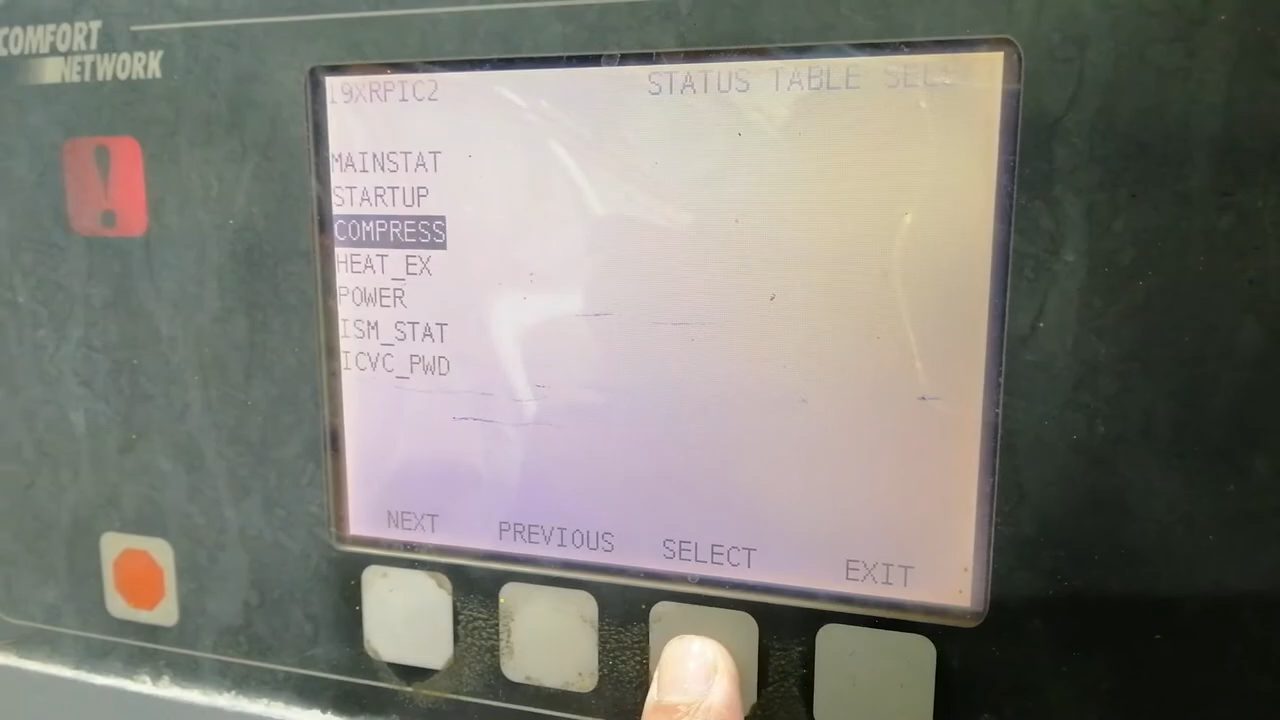 COMFORT
NETWORK
19XRPIC2 STATUS TABLE
MAINSTAT
STARTUP
COMPRESS
HEAT_EX
POWER
ISM_STAT
ICVC_PWD
NEXT PREVIOUS SELECT EXIT